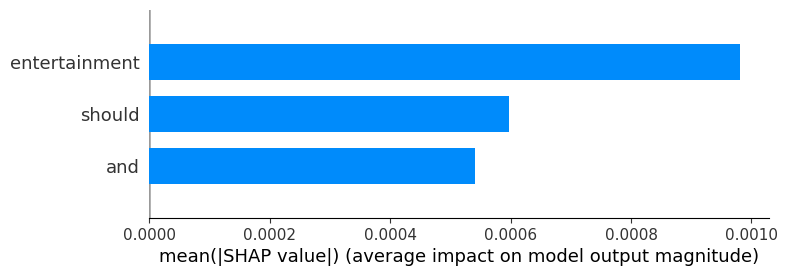 entertainment
should
and
0.0000 0.0002 0.0004 0.0006 0.0008 0.0010
mean(|SHAP value|) (average impact on model output magnitude)